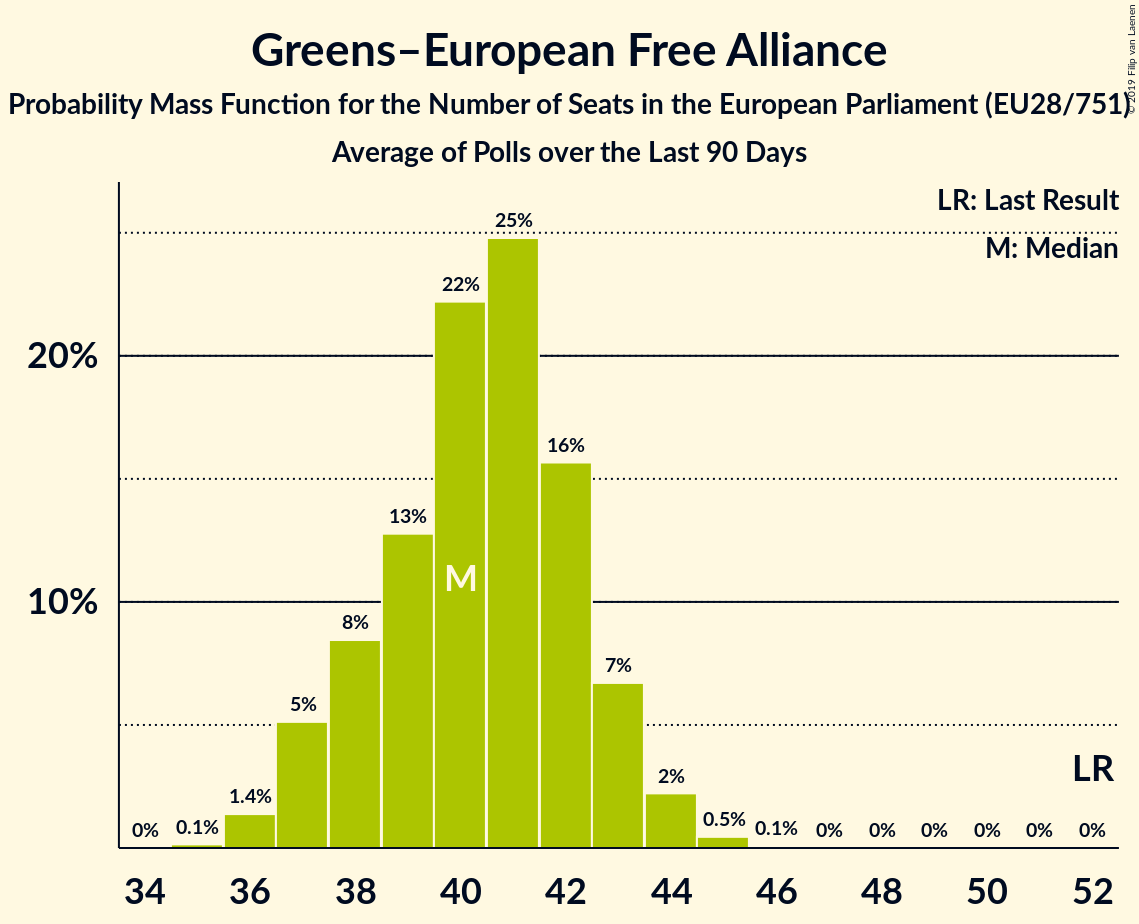 Greens–European Free Alliance
Probability Mass Function for the Number of Seats in the European Parliament (EU28/751)
Average of Polls over the Last 90 Days
© 2019 Filip van Laenen
LR: Last Result
M: Median
25%
22%
20%
16%
13%
M
10%
8%
7%
5%
LR
2%
1.4%
0.5%
0% 0.1% 0.1% 0% 0% 0% 0% 0% 0%
34 36 38 40 42 44 46 48 50 52